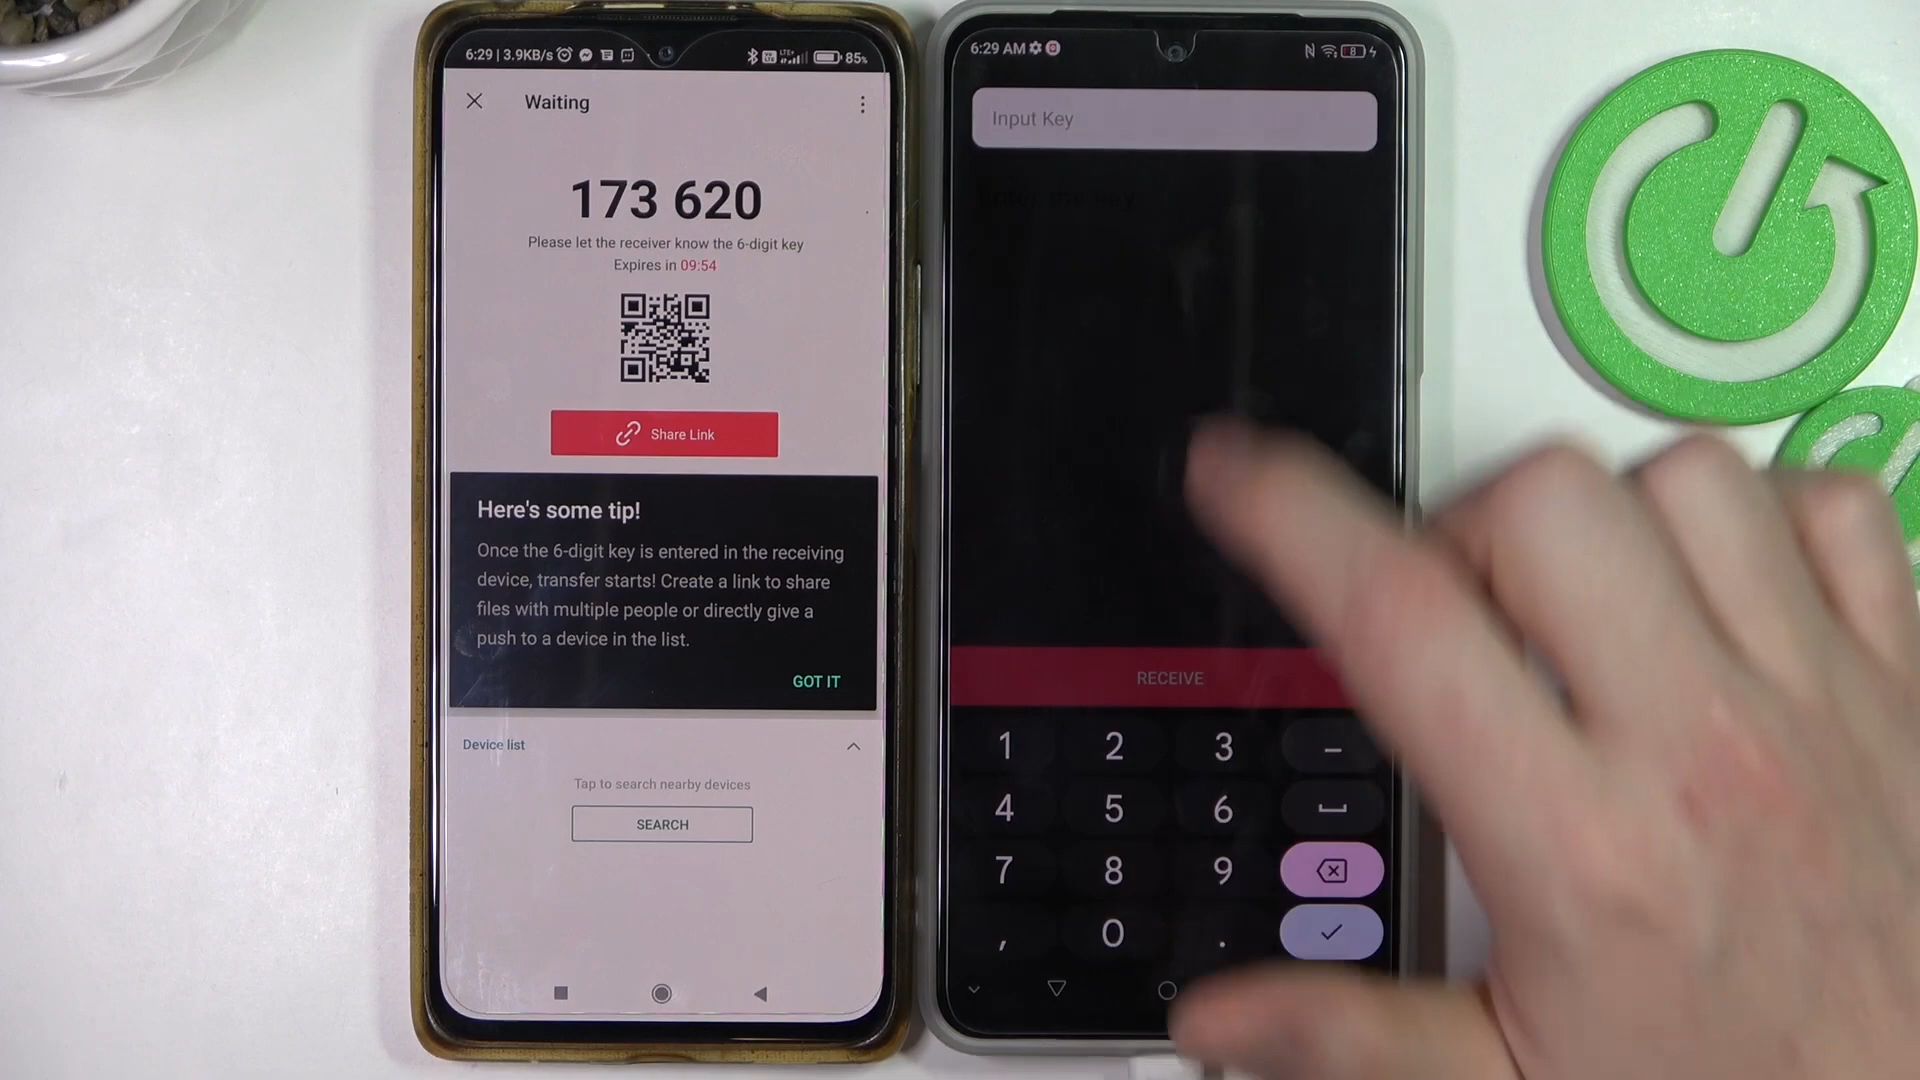 6:29 | 3.9KB/s
85%
Waiting
173 620
Please let the receiver know the 6-digit key
Expires in 09:54
Share Link
Here's some tip!
Once the 6-digit key is entered in the receiving
device, transfer starts! Create a link to share
files with multiple people or directly give a
push to a device in the list.
GOT IT
Device list
Tap to search nearby devices
SEARCH
6:29 AM
8
Input Key
Enter the key
RECEIVE
1 2 3 –
4 5 6
7 8 9
, 0 .